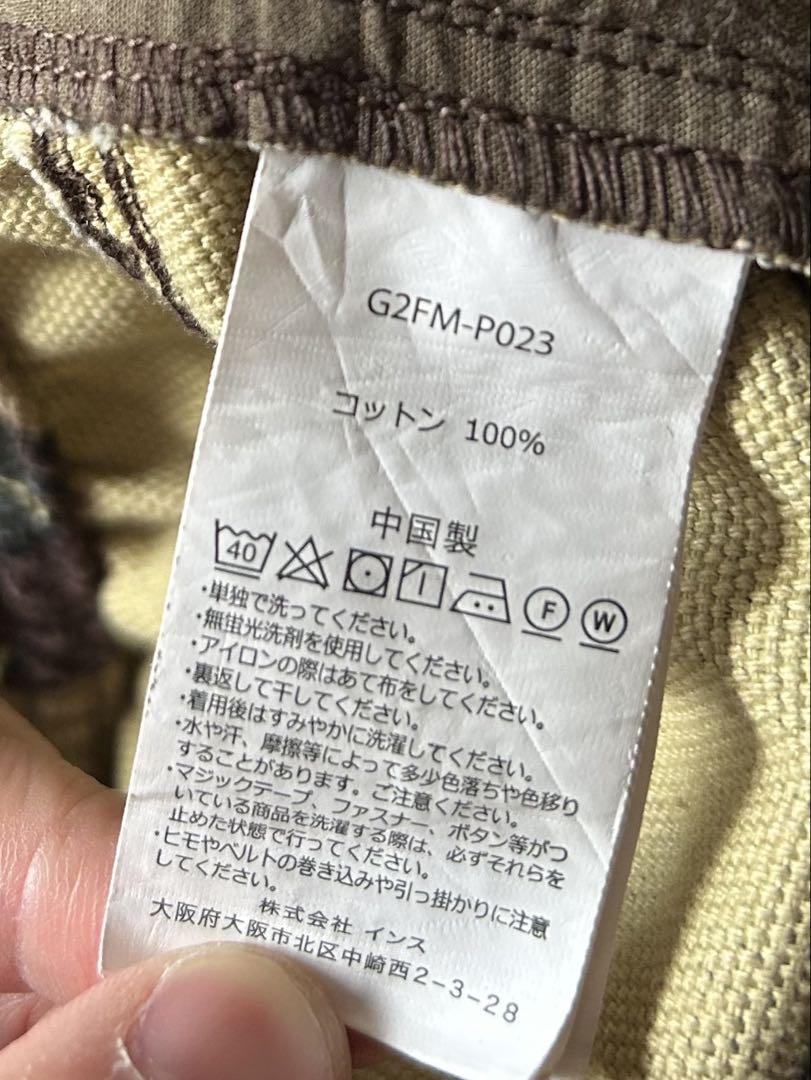 G2FM-P023
コットン 100%
中国製
40 F W
・単独で洗ってください。
・無蛍光洗剤を使用してください。
・アイロンの際はあて布をしてください。
・裏返して干してください。
・着用後はすみやかに洗濯してください。
・水や汗、摩擦等によって多少色落ちや色移り
することがあります。ご注意ください。
・マジックテープ、ファスナー、ボタン等がつ
いている商品を洗濯する際は、必ずそれらを
止めた状態で行ってください。
・ヒモやベルトの巻き込みや引っ掛かりに注意
してください。
株式会社 インス
大阪府大阪市北区中崎西2-3-28